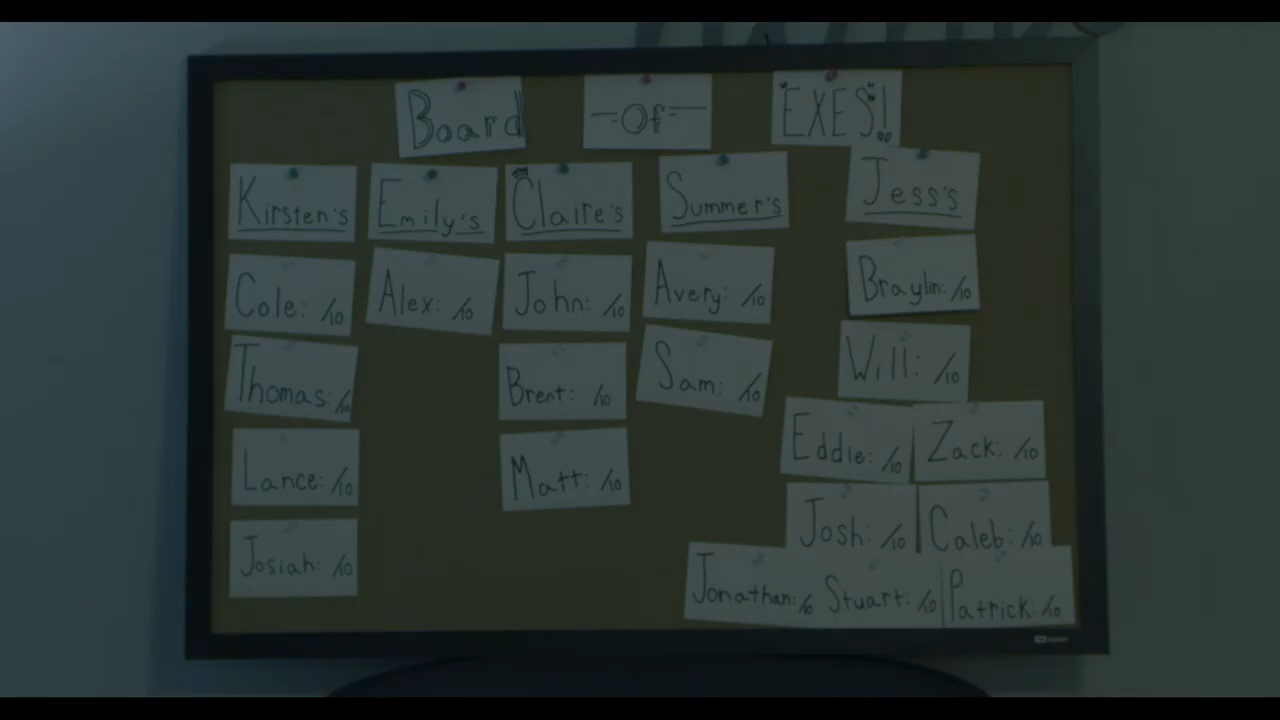 Board -Of- EXES!
Kirsten's Emily's Claire's Summer's Jess's
Cole: /10 Alex: /10 John: /10 Avery: /10 Braylin: /10
Thomas: /10 Brent: /10 Sam: /10 Will: /10
Lance: /10 Matt: /10 Eddie: /10 Zack: /10
Josiah: /10 Josh: /10 Caleb: /10
Jonathan: /10 Stuart: /10 Patrick: /10